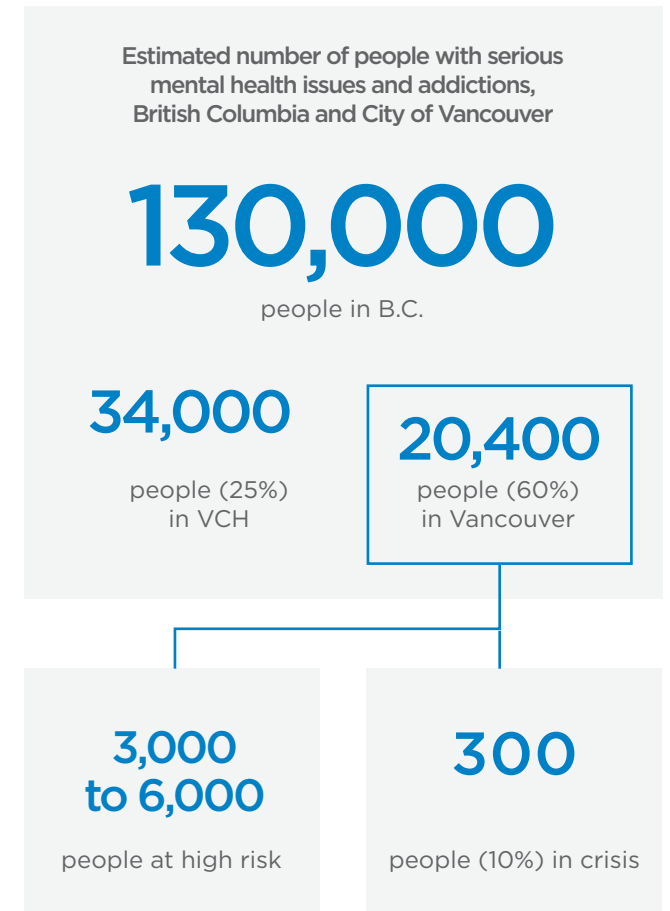 Estimated number of people with serious
mental health issues and addictions,
British Columbia and City of Vancouver
130,000
people in B.C.
34,000
people (25%)
in VCH
20,400
people (60%)
in Vancouver
3,000
to 6,000
people at high risk
300
people (10%) in crisis